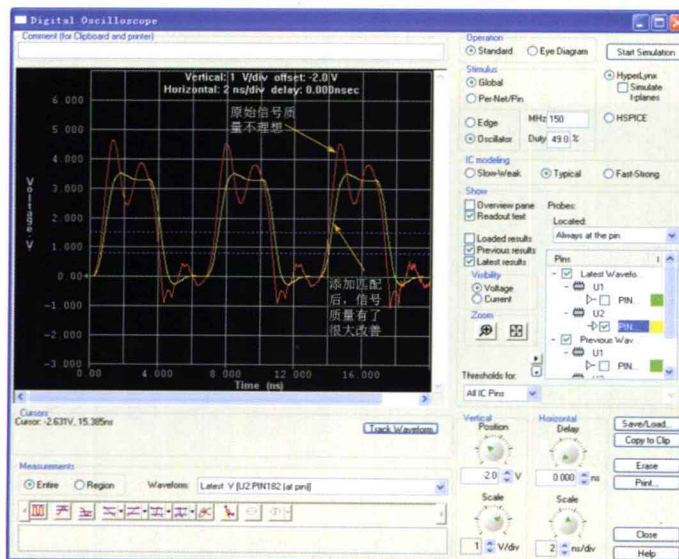 Digital Oscilloscope
Comment (for Clipboard and printer)
Vertical: 1 V/div offset: -2.0 V
Horizontal: 2 ns/div delay: 0.000nsec
原始信号质
量不理想
6.000
5.000
4.000
3.000
2.000
1.000
0.00
-1.000
-2.000
-3.000
Voltage -V-
添加匹配
后，信号
质量有了
很大改善
0.00 4.000 8.000 12.000 16.000
Time (ns)
Cursors
Cursor: -2.631V, 15.385ns
Track Waveform
Measurements
Entire
Region
Waveform:
Latest: V [U2.PIN182 (at pin)]
Operation
Standard
Eye Diagram
Start Simulation
Stimulus
Global
Per-Net/Pin
HyperLynx
Simulate
t-planes
Edge
Oscillator
MHz 150
Duty 49.0 %
HSPICE
IC modeling
Slow-Weak
Typical
Fast-Strong
Show
Overview pane
Readout text
Loaded results
Previous results
Latest results
Visibility
Voltage
Current
Zoom
Probes:
Located:
Always at the pin
Pins
Latest Wavefo...
U1
PIN...
U2
PIN...
Previous Wav
U1
PIN...
Thresholds for:
All IC Pins
Vertical
Position
-2.0 V
Scale
1 V/div
Horizontal
Delay
0.000 ns
Scale
2 ns/div
Save/Load...
Copy to Clip
Erase
Print...
Close
Help